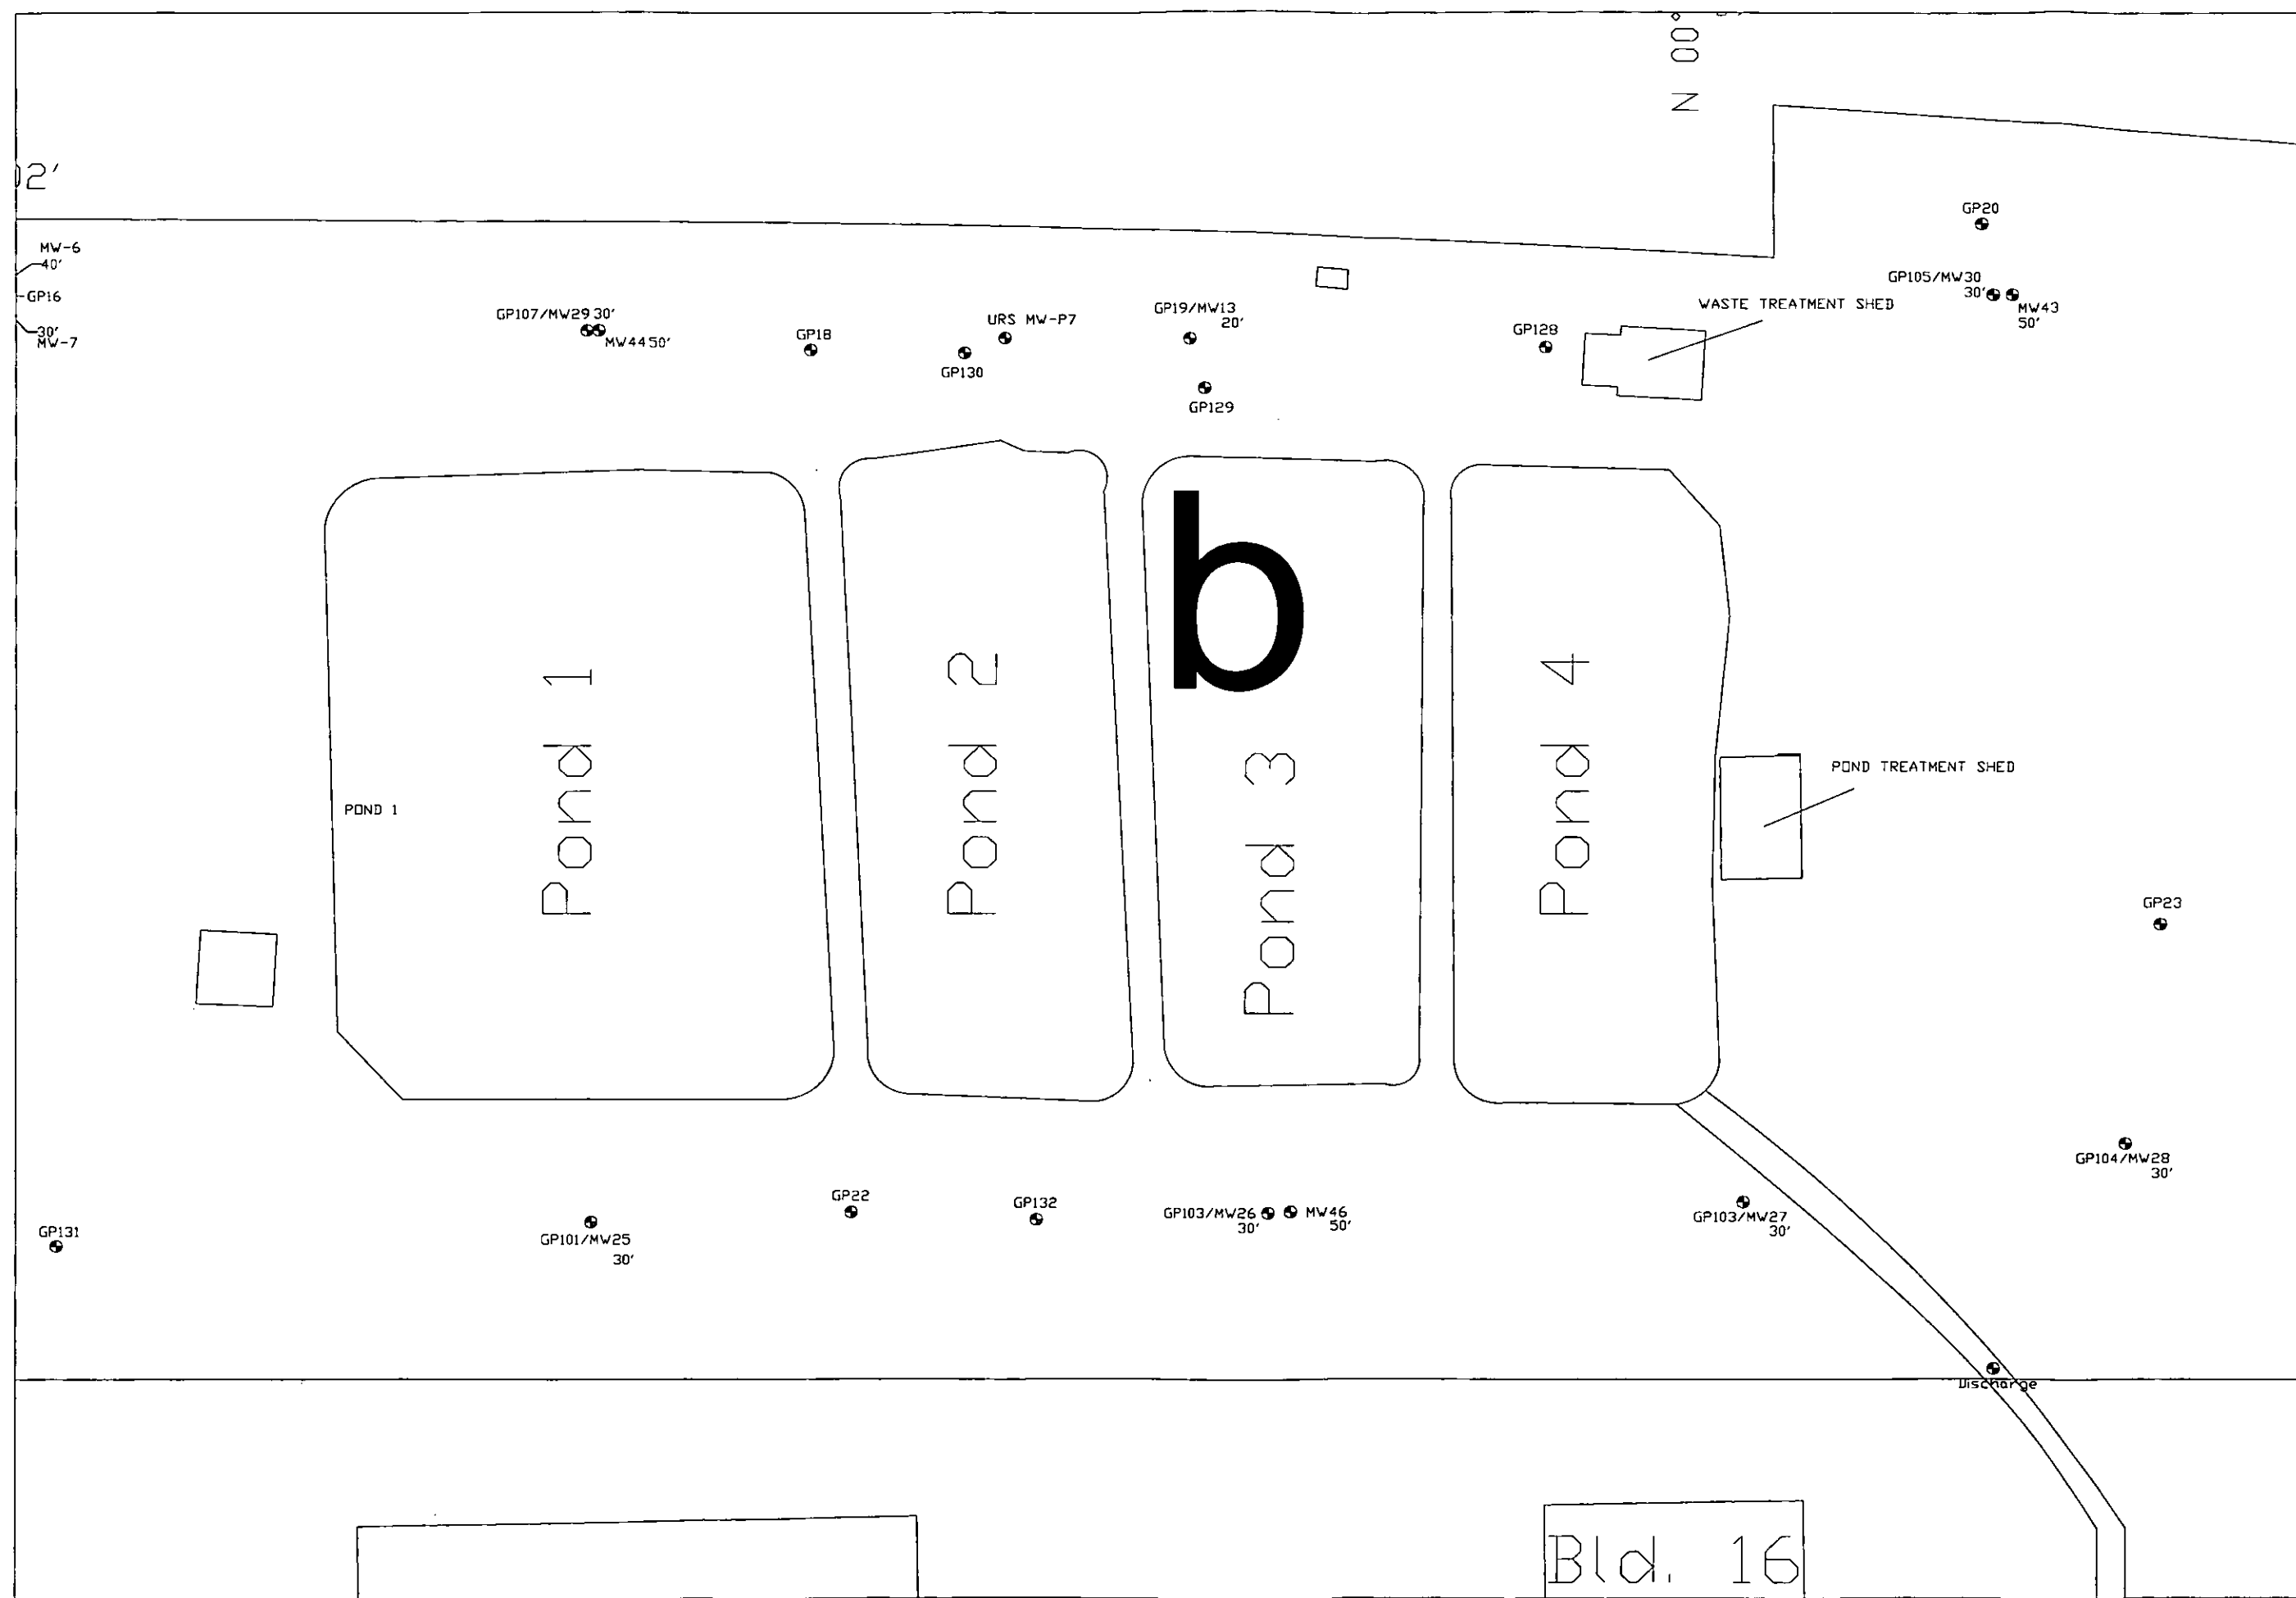 N 00°
02'
MW-6
40'
GP16
30'
MW-7
GP20
GP105/MW30
30'
MW43
50'
WASTE TREATMENT SHED
GP107/MW29 30'
MW44 50'
GP18
URS MW-P7
GP130
GP19/MW13
20'
GP129
GP128
b
Pond 1
Pond 2
Pond 3
Pond 4
POND 1
POND TREATMENT SHED
GP23
GP104/MW28
30'
GP131
GP101/MW25
30'
GP22
GP132
GP103/MW26
30'
MW46
50'
GP103/MW27
30'
Discharge
Bld. 16